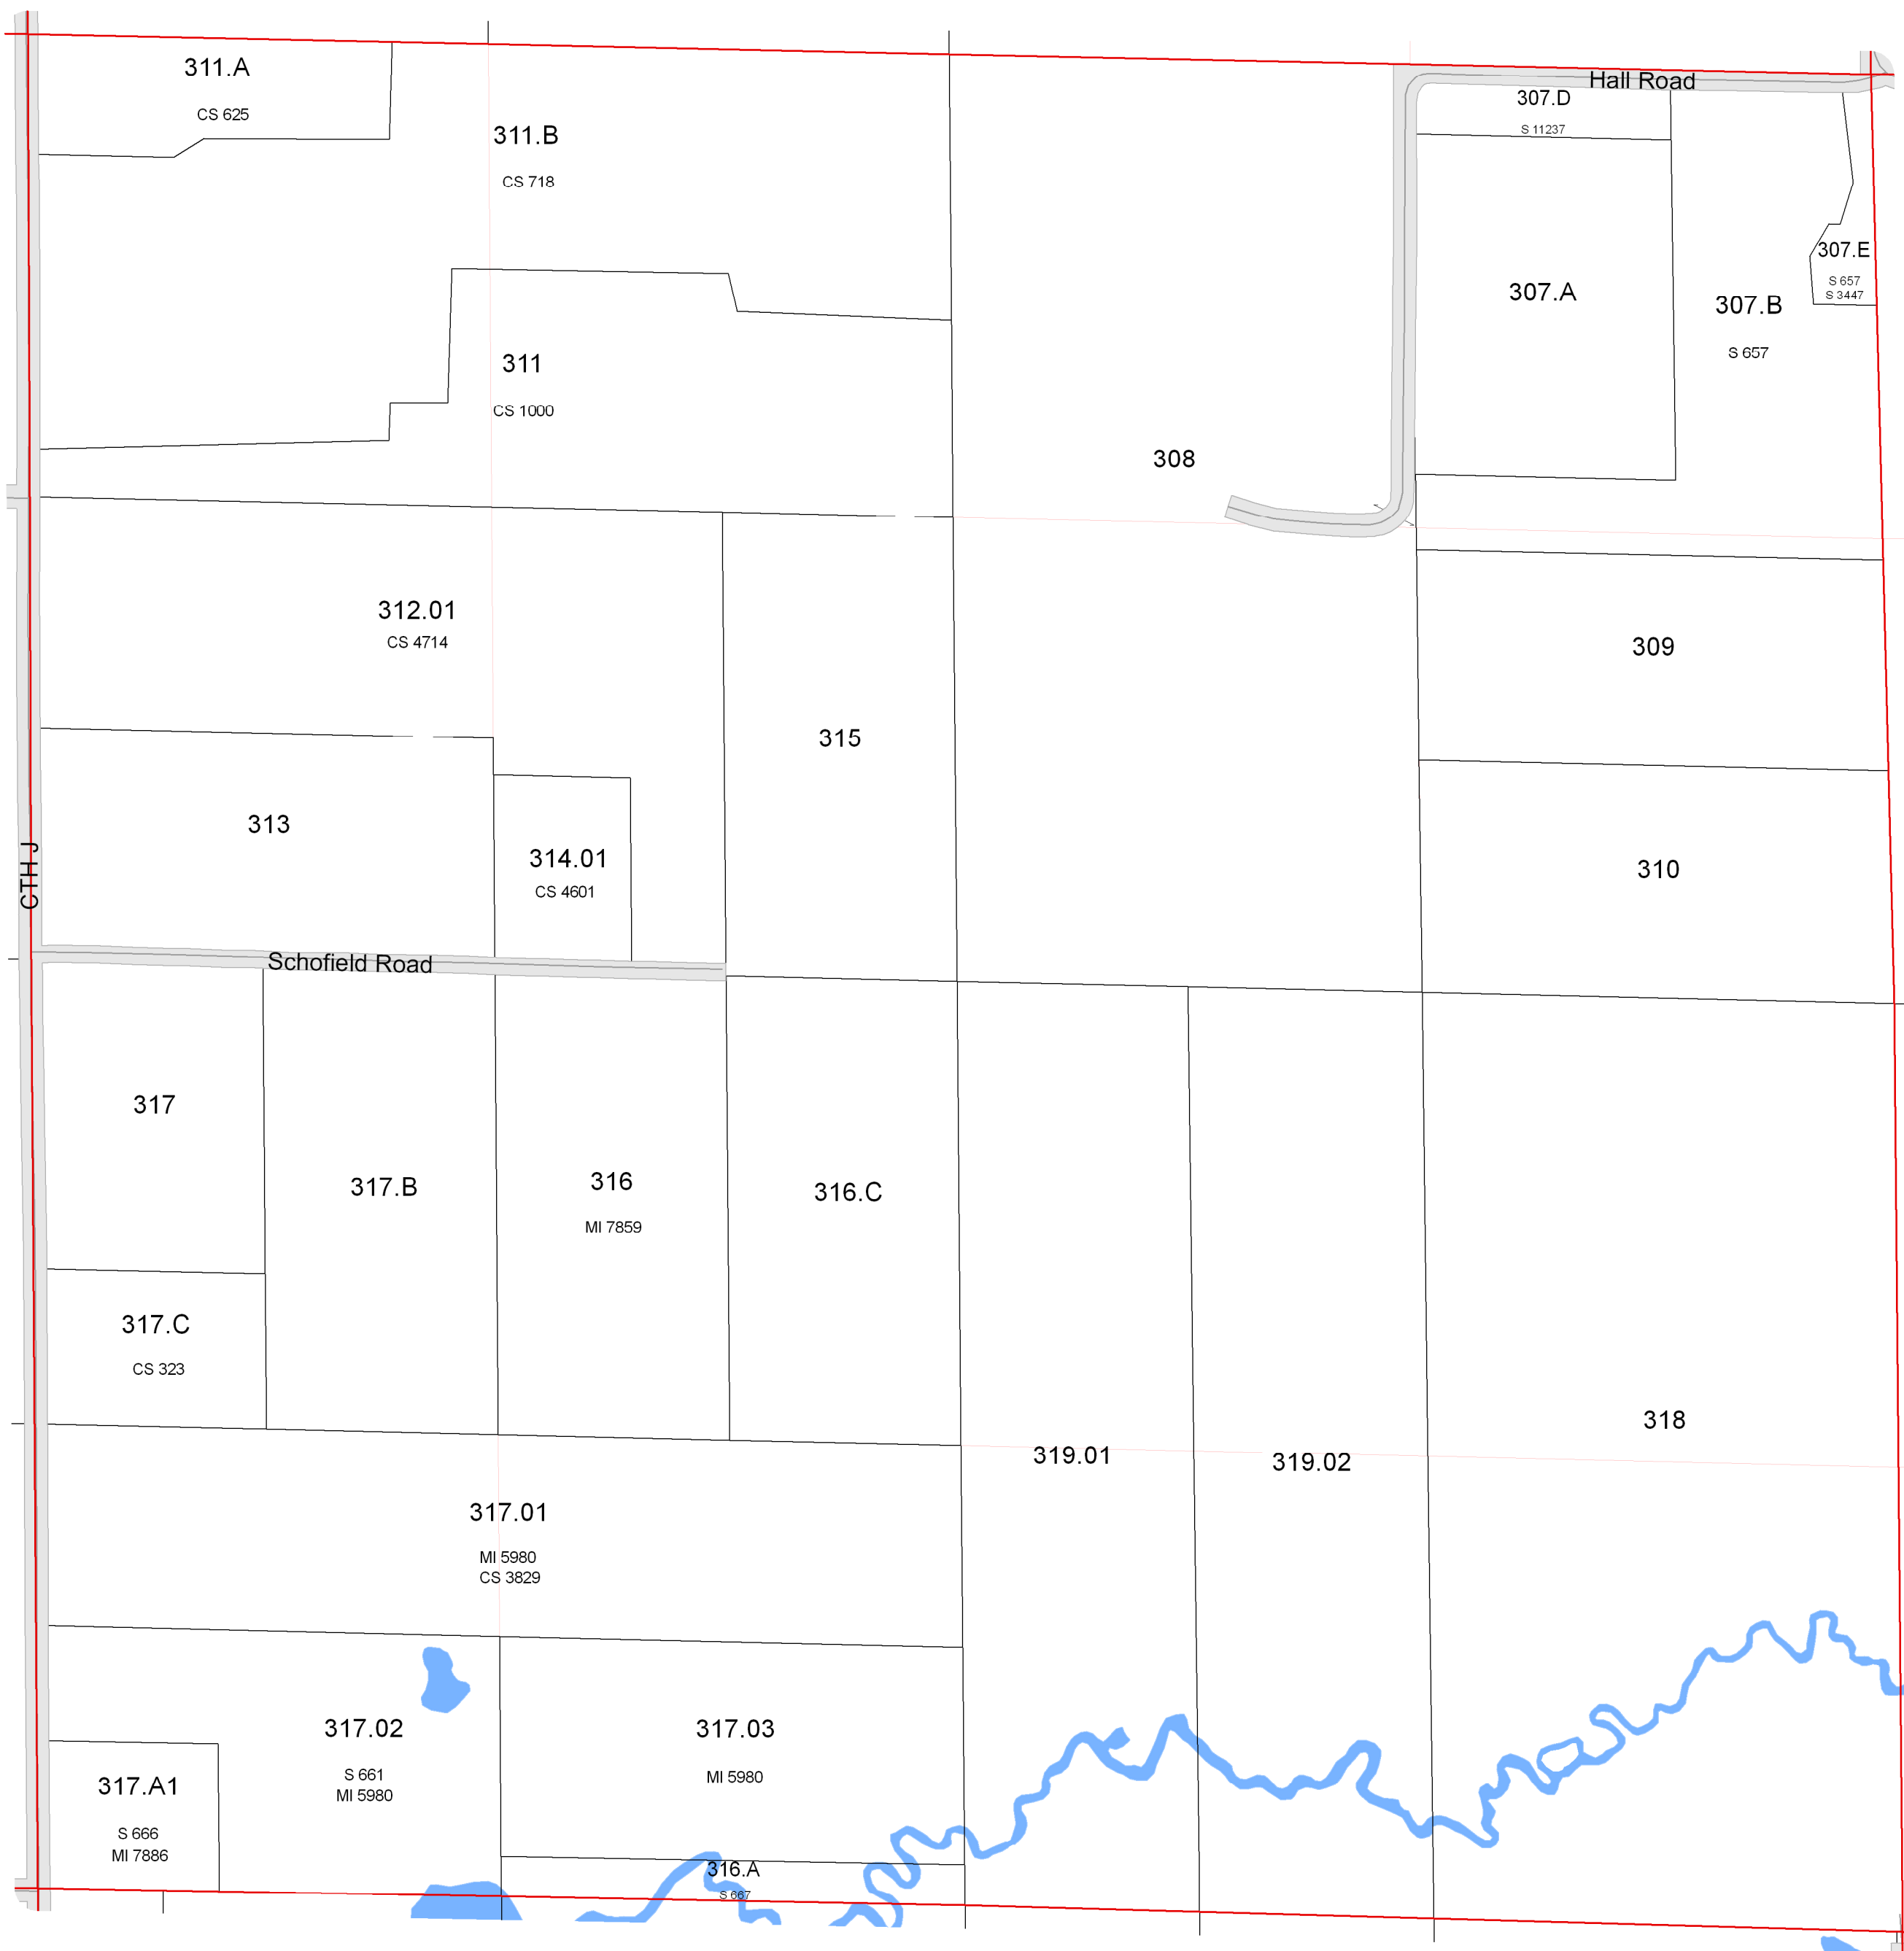 311.A
CS 625
Hall Road
307.D
S 11237
311.B
CS 718
307.E
S 657
S 3447
307.A
307.B
S 657
311
CS 1000
308
312.01
CS 4714
309
315
313
314.01
CS 4601
310
CTH J
Schofield Road
317
317.B
316
MI 7859
316.C
317.C
CS 323
318
319.01
319.02
317.01
MI 5980
CS 3829
317.02
S 661
MI 5980
317.03
MI 5980
317.A1
S 666
MI 7886
316.A
S 667